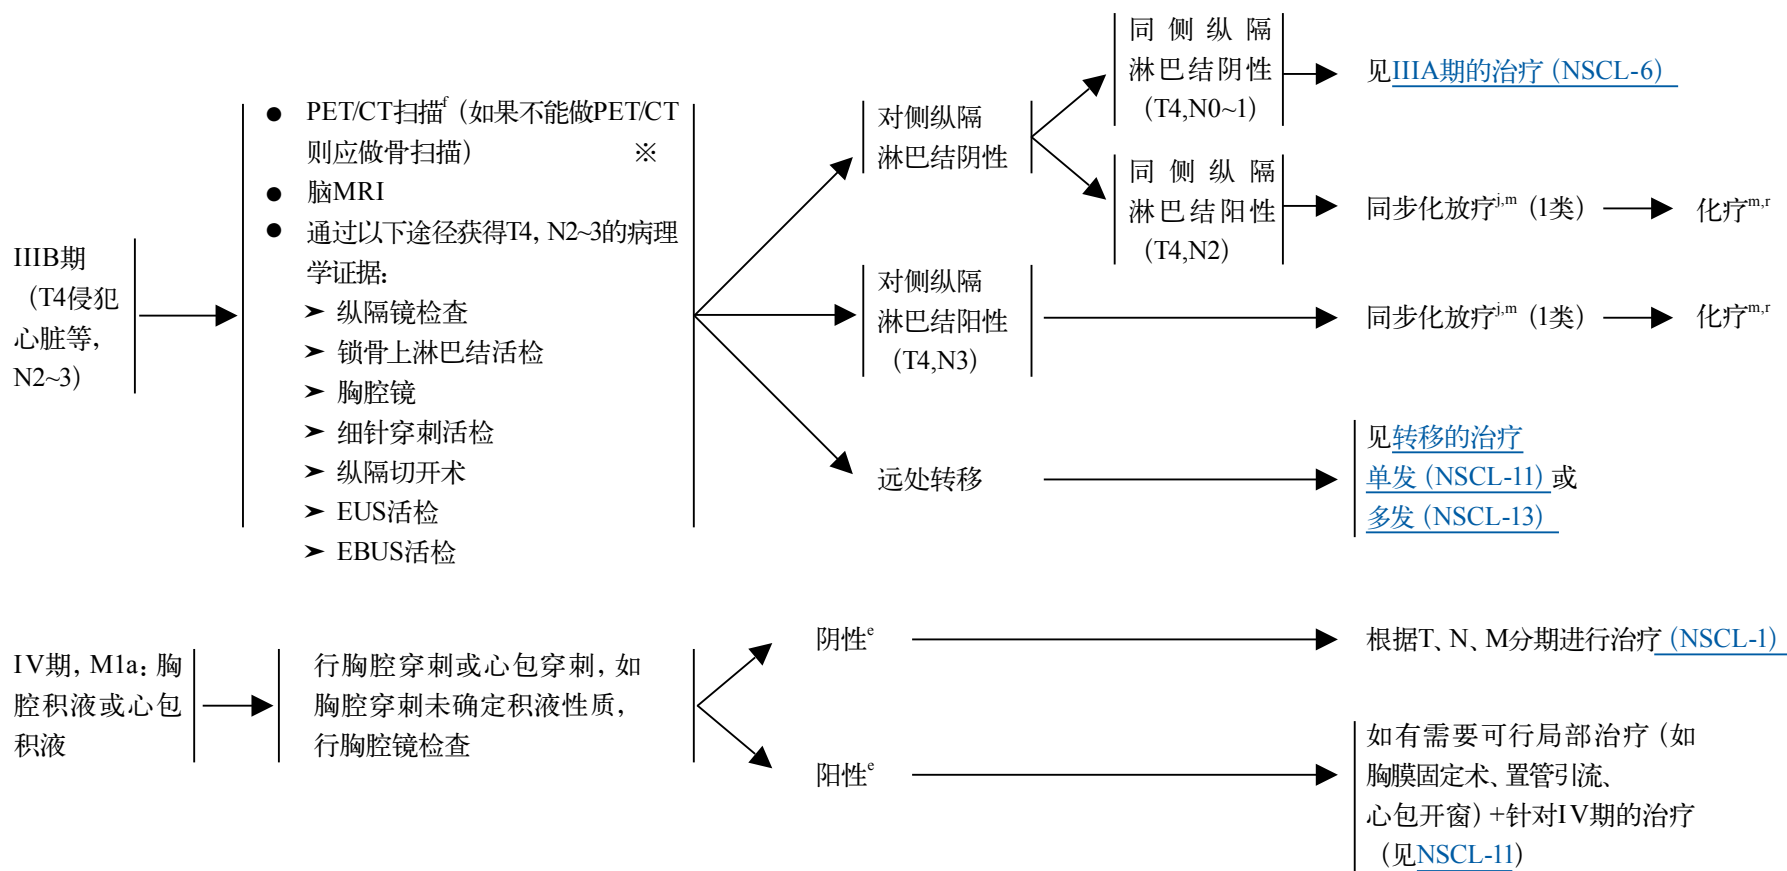 IIIB期
（T4侵犯
心脏等，
N2~3）
● PET/CT扫描f（如果不能做PET/CT
则应做骨扫描） ※
● 脑MRI
● 通过以下途径获得T4，N2~3的病理
学证据：
➤ 纵隔镜检查
➤ 锁骨上淋巴结活检
➤ 胸腔镜
➤ 细针穿刺活检
➤ 纵隔切开术
➤ EUS活检
➤ EBUS活检
对侧纵隔
淋巴结阴性
同侧纵隔
淋巴结阴性
（T4,N0~1）
见IIIA期的治疗（NSCL-6）
同侧纵隔
淋巴结阳性
（T4,N2）
同步化放疗j,m（1类）
化疗m,r
对侧纵隔
淋巴结阳性
（T4,N3）
同步化放疗j,m（1类）
化疗m,r
远处转移
见转移的治疗
单发（NSCL-11）或
多发（NSCL-13）
IV期，M1a：胸
腔积液或心包
积液
行胸腔穿刺或心包穿刺，如
胸腔穿刺未确定积液性质，
行胸腔镜检查
阴性e
根据T、N、M分期进行治疗（NSCL-1）
阳性e
如有需要可行局部治疗（如
胸膜固定术、置管引流、
心包开窗）+针对IV期的治疗
（见NSCL-11）